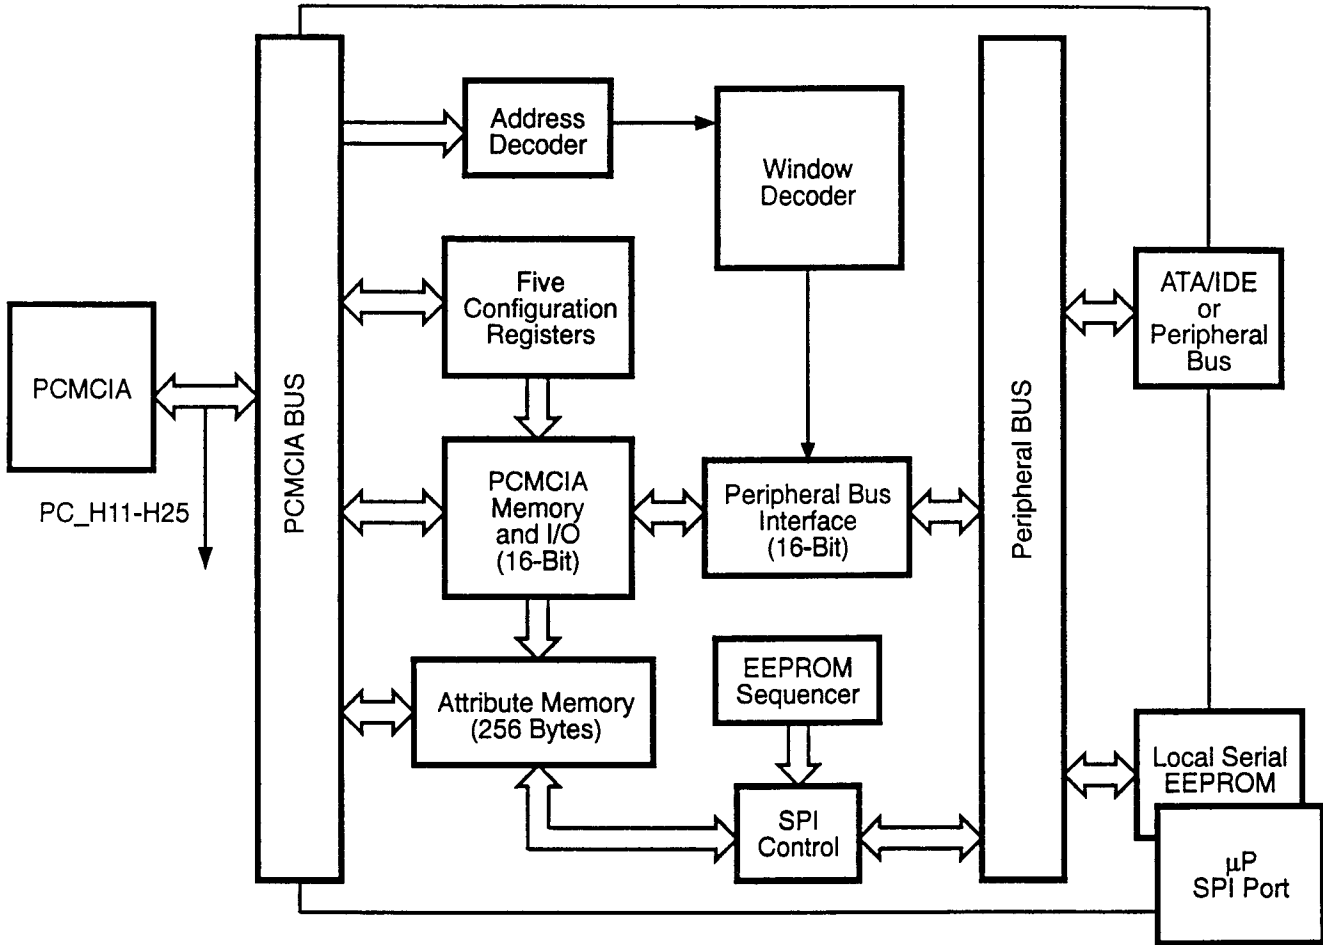 Address
Decoder
Window
Decoder
Five
Configuration
Registers
ATA/IDE
or
Peripheral
Bus
PCMCIA
PCMCIA BUS
Peripheral BUS
PC_H11-H25
PCMCIA
Memory
and I/O
(16-Bit)
Peripheral Bus
Interface
(16-Bit)
EEPROM
Sequencer
Attribute Memory
(256 Bytes)
Local Serial
EEPROM
SPI
Control
μP
SPI Port